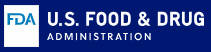 FDA U.S. FOOD & DRUG
ADMINISTRATION